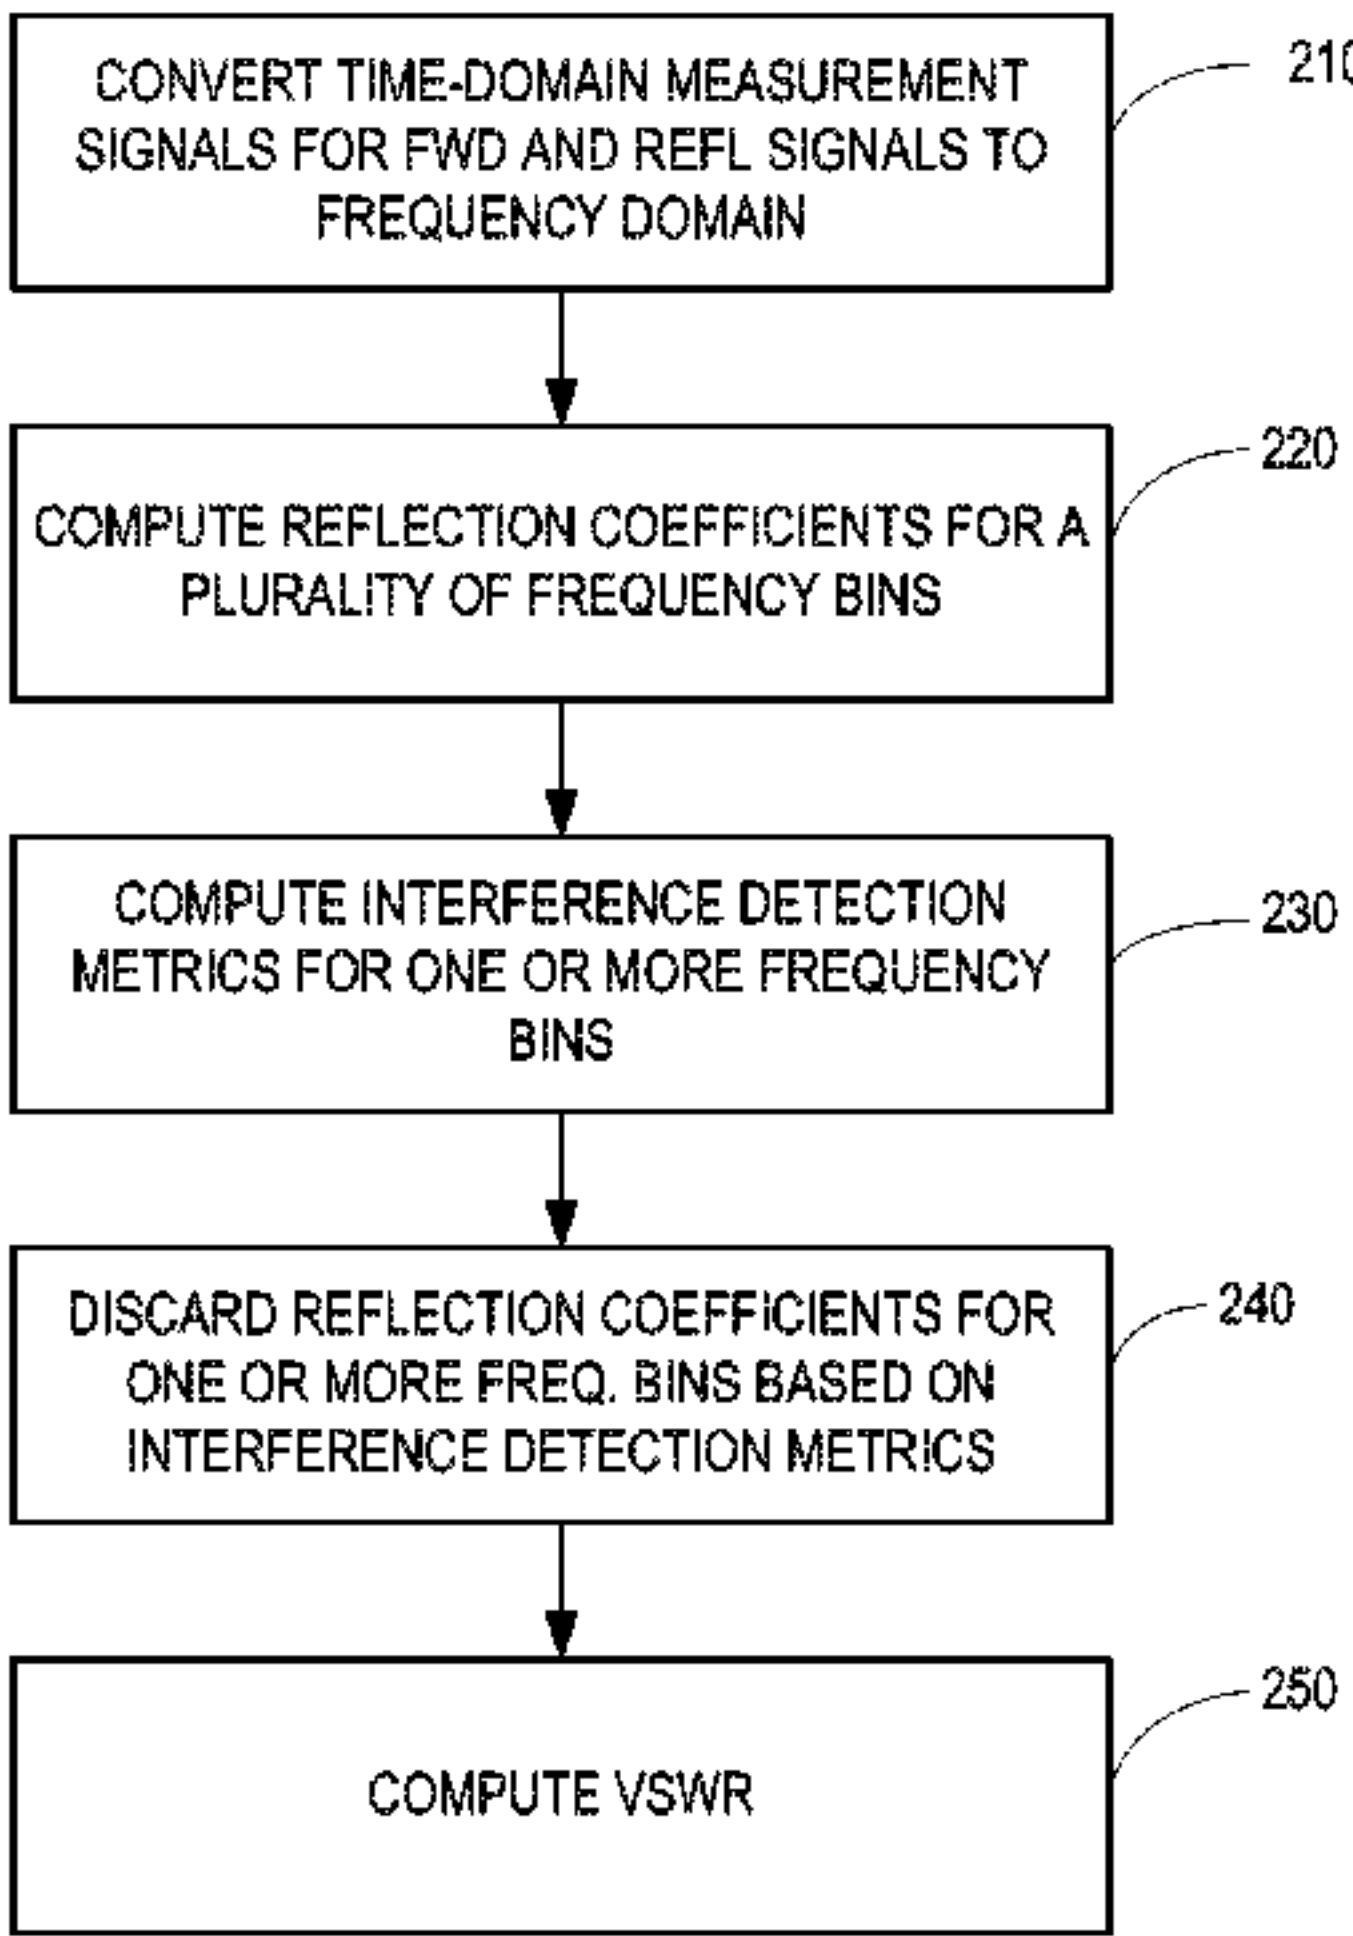 CONVERT TIME-DOMAIN MEASUREMENT
SIGNALS FOR FWD AND REFL SIGNALS TO
FREQUENCY DOMAIN
210
COMPUTE REFLECTION COEFFICIENTS FOR A
PLURALITY OF FREQUENCY BINS
220
COMPUTE INTERFERENCE DETECTION
METRICS FOR ONE OR MORE FREQUENCY
BINS
230
DISCARD REFLECTION COEFFICIENTS FOR
ONE OR MORE FREQ. BINS BASED ON
INTERFERENCE DETECTION METRICS
240
COMPUTE VSWR
250